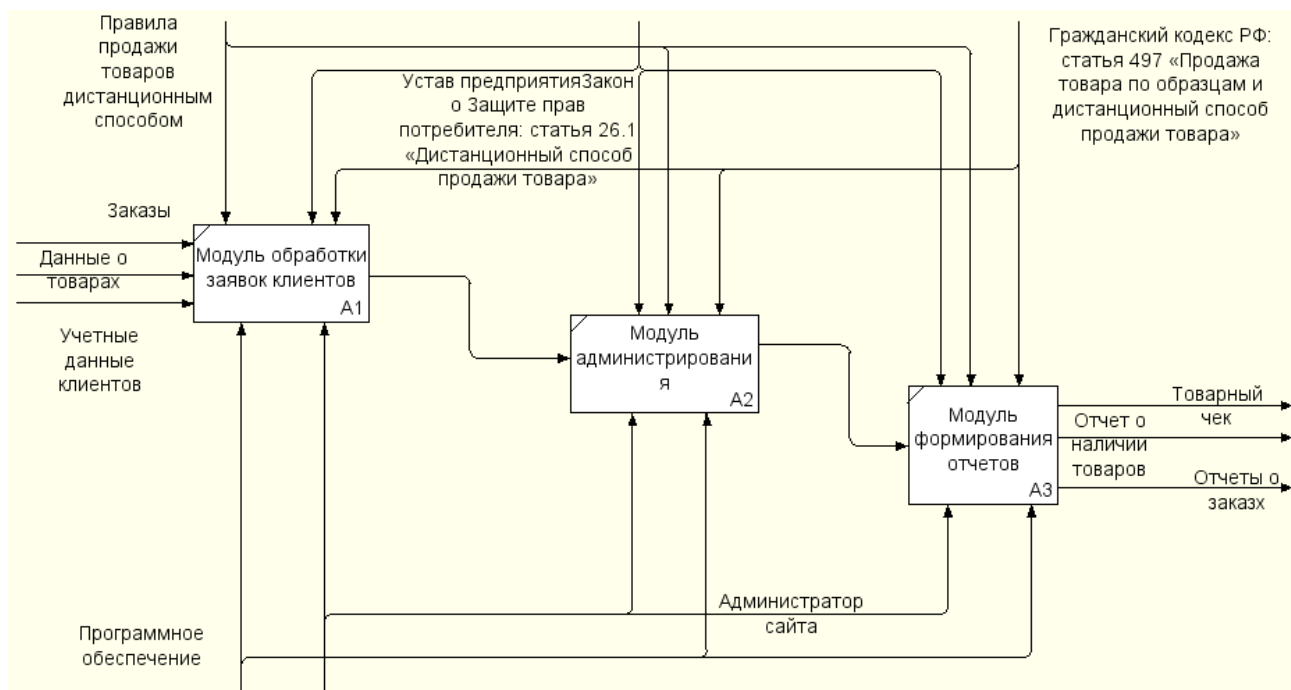 Правила
продажи
товаров
дистанционным
способом
Устав предприятияЗакон
о Защите прав
потребителя: статья 26.1
«Дистанционный способ
продажи товара»
Гражданский кодекс РФ:
статья 497 «Продажа
товара по образцам и
дистанционный способ
продажи товара»
Заказы
Данные о
товарах
Учетные
данные
клиентов
Модуль обработки
заявок клиентов
A1
Модуль
администрировани
я
A2
Модуль
формирования
отчетов
A3
Товарный
чек
Отчет о
наличии
товаров
Отчеты о
заказх
Администратор
сайта
Программное
обеспечение